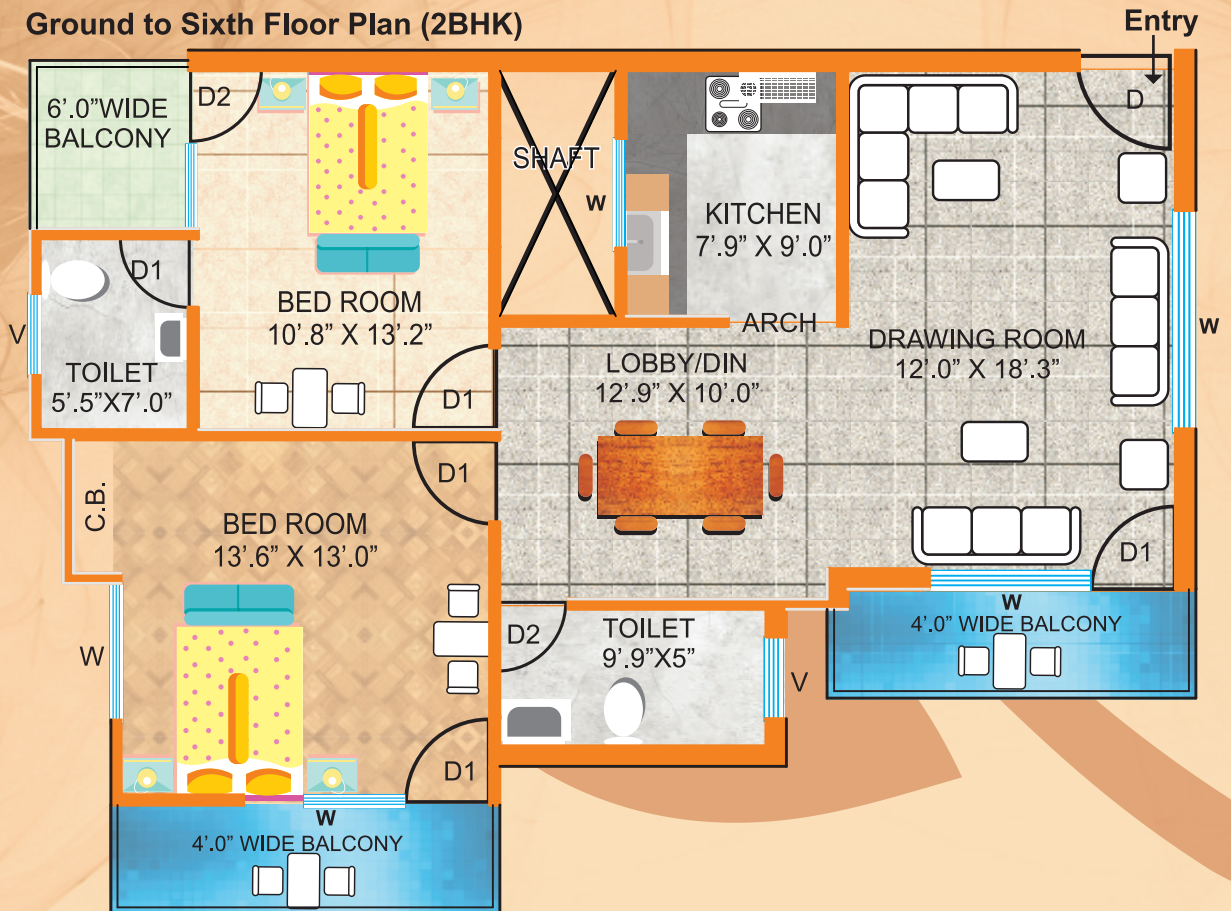 Ground to Sixth Floor Plan (2BHK)
Entry
6’.0”WIDE
BALCONY
D2
D
SHAFT
W
KITCHEN
7’.9” X 9’.0”
D1
BED ROOM
10’.8” X 13’.2”
V
TOILET
5’.5”X7’.0”
D1
ARCH
LOBBY/DIN
12’.9” X 10’.0”
DRAWING ROOM
12’.0” X 18’.3”
W
C.B.
D1
BED ROOM
13’.6” X 13’.0”
D1
W
D2
TOILET
9’.9”X5”
V
W
4’.0” WIDE BALCONY
D1
W
4’.0” WIDE BALCONY